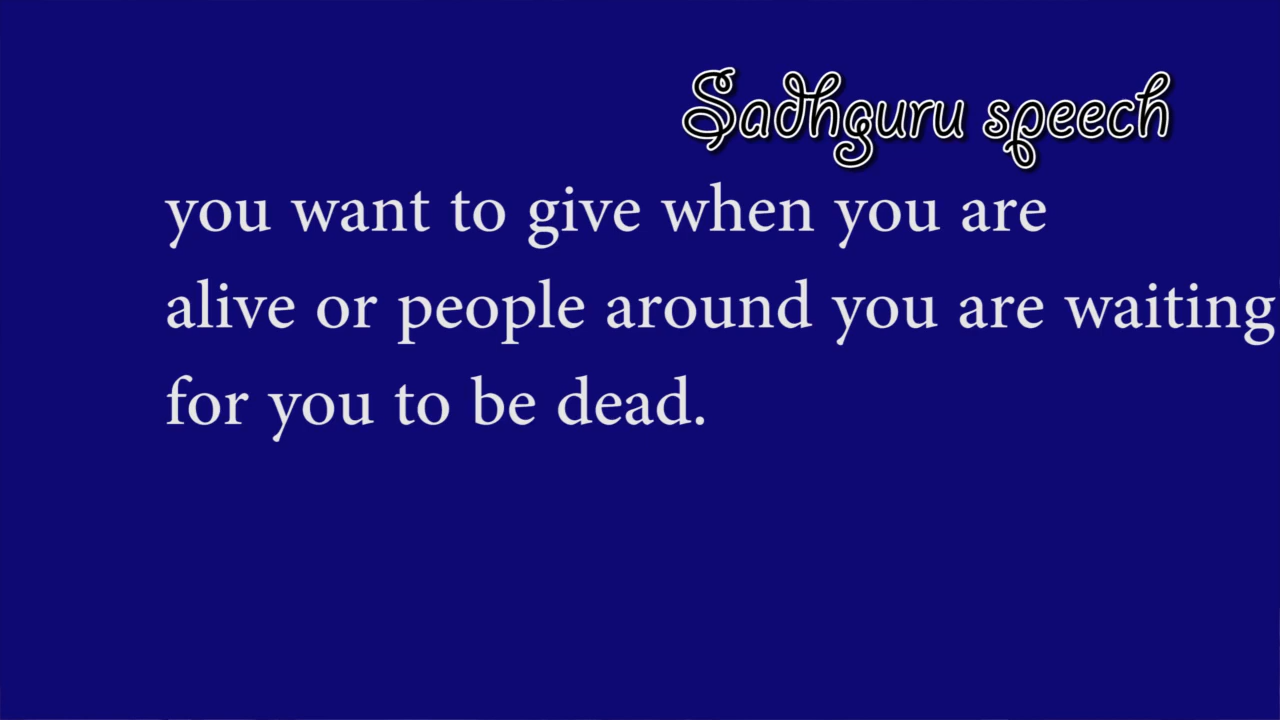 Sadhguru speech
you want to give when you are
alive or people around you are waiting
for you to be dead.